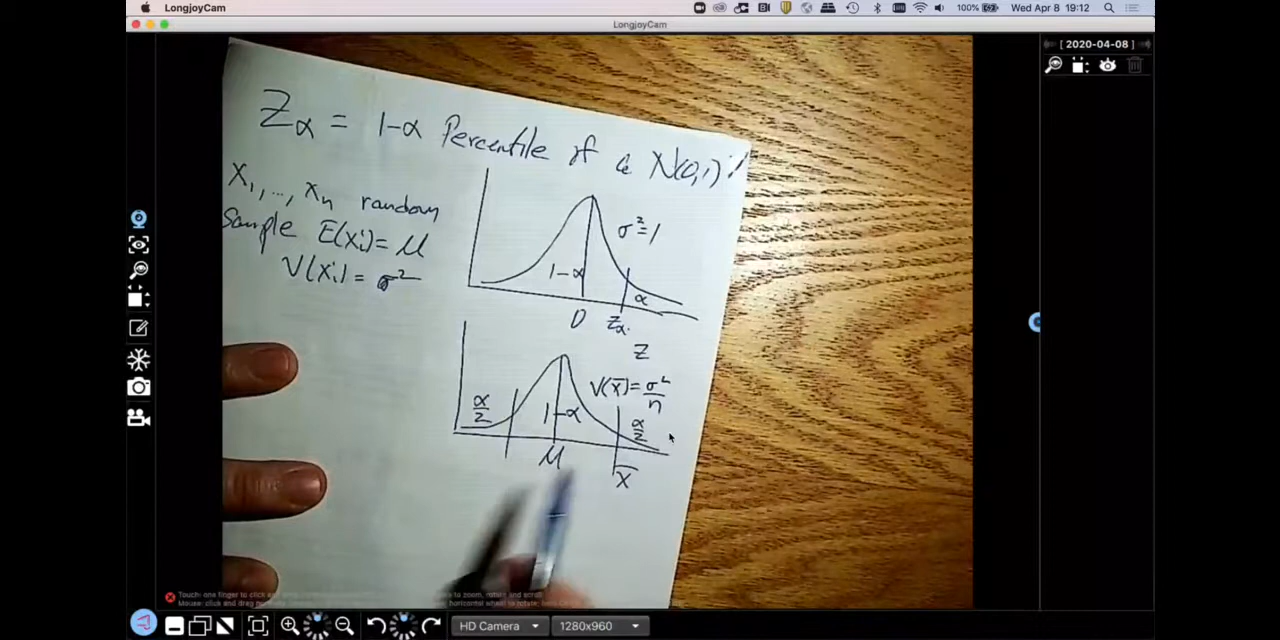 LongjoyCam
100%
Wed Apr 8 19:12
LongjoyCam
[ 2020-04-08 ]
Zα = 1-α Percentile of a N(0,1)
X1, ..., Xn random
Sample E(Xi) = μ
V(Xi) = σ²
σ²=1
1-α
α
0
Zα
Z
V(X̄) = σ²/n
α/2
1-α
α/2
μ
X̄
HD Camera
1280x960